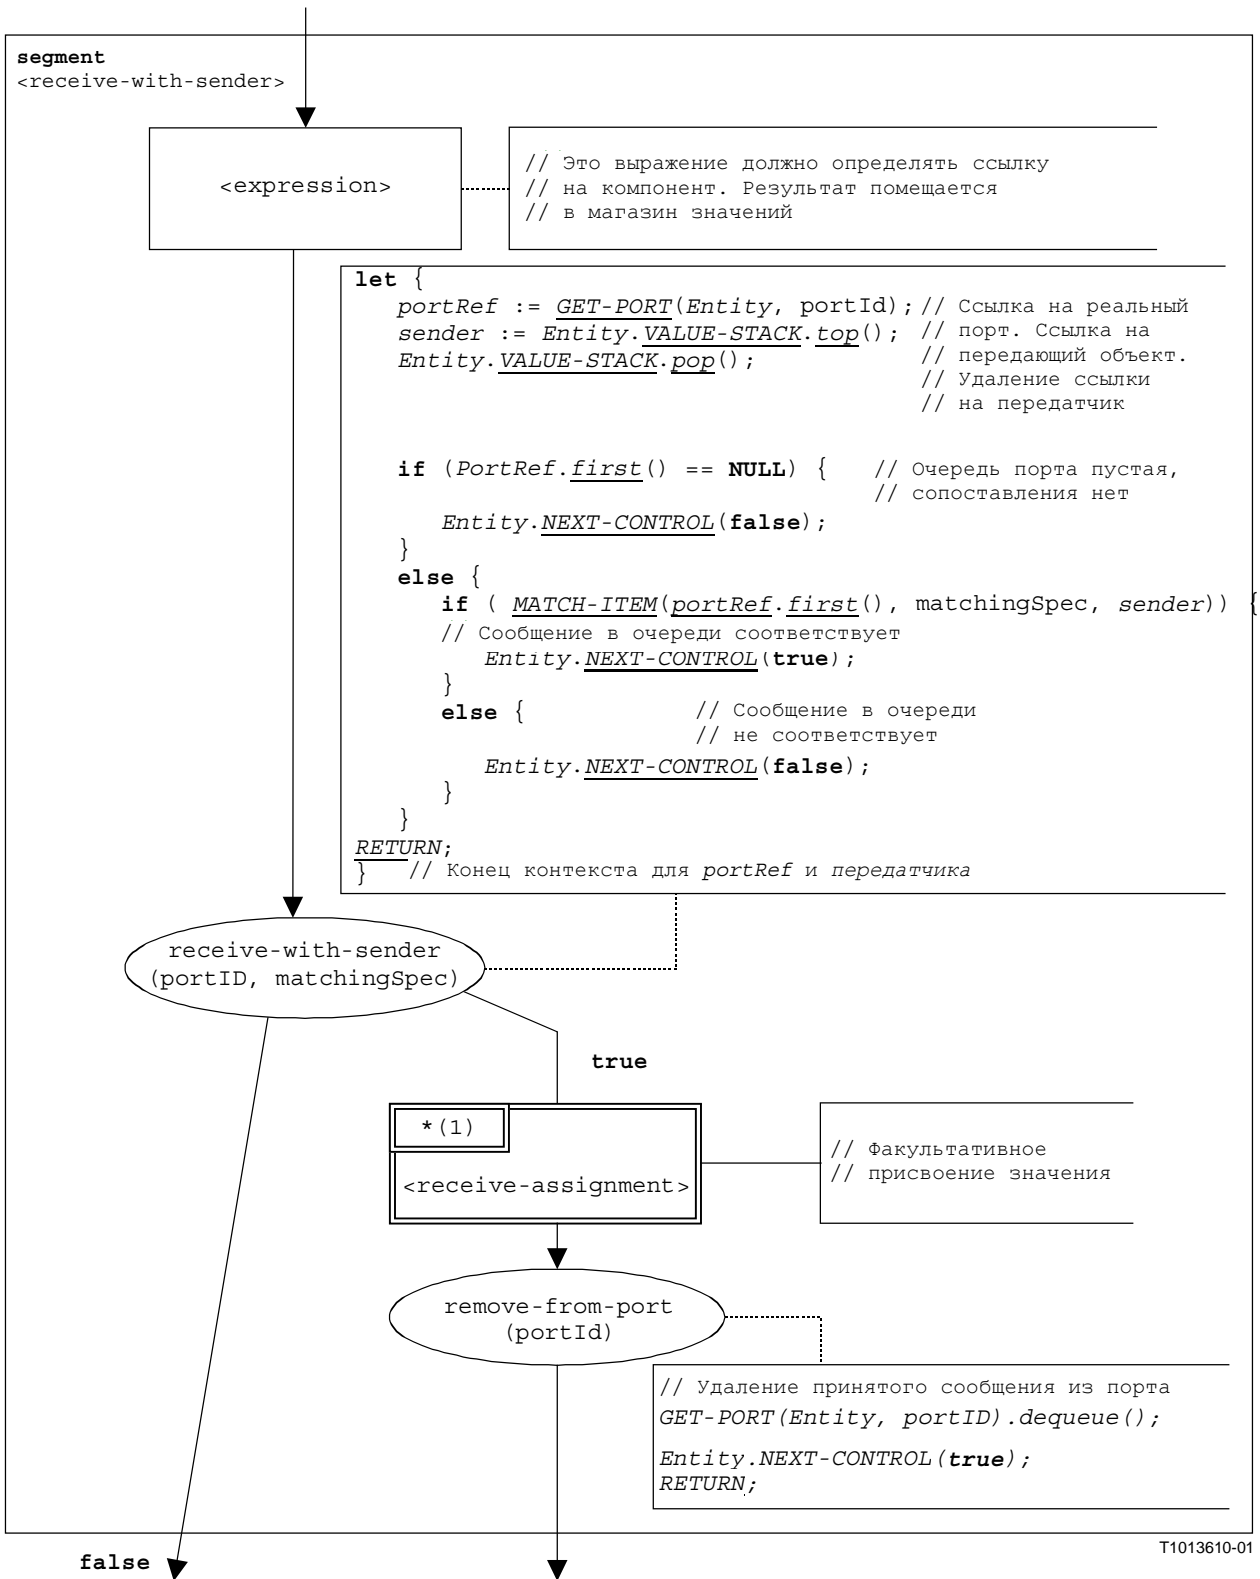 segment
<receive-with-sender>
<expression>
// Это выражение должно определять ссылку
// на компонент. Результат помещается
// в магазин значений
let {
portRef := GET-PORT(Entity, portId); // Ссылка на реальный
sender := Entity.VALUE-STACK.top(); // порт. Ссылка на
Entity.VALUE-STACK.pop(); // передающий объект.
// Удаление ссылки
// на передатчик
if (PortRef.first() == NULL) { // Очередь порта пустая,
// сопоставления нет
Entity.NEXT-CONTROL(false);
}
else {
if ( MATCH-ITEM(portRef.first(), matchingSpec, sender)) {
// Сообщение в очереди соответствует
Entity.NEXT-CONTROL(true);
}
else { // Сообщение в очереди
// не соответствует
Entity.NEXT-CONTROL(false);
}
}
RETURN;
} // Конец контекста для portRef и передатчика
receive-with-sender
(portID, matchingSpec)
true
*(1)
<receive-assignment>
// Факультативное
// присвоение значения
remove-from-port
(portId)
// Удаление принятого сообщения из порта
GET-PORT(Entity, portID).dequeue();
Entity.NEXT-CONTROL(true);
RETURN;
T1013610-01
false